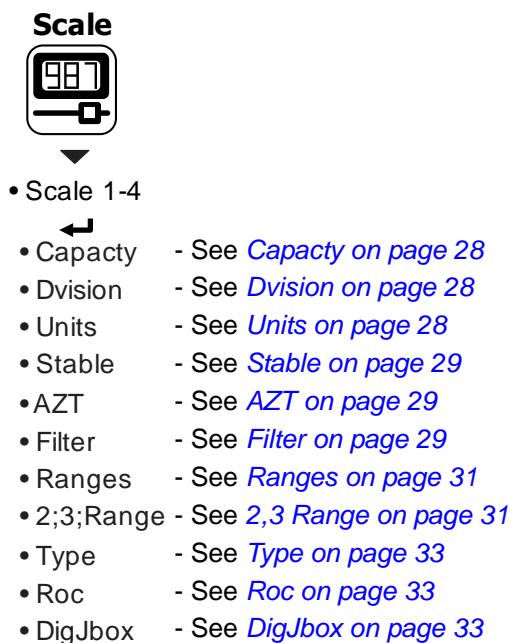 Scale
987
• Scale 1-4
• Capacty - See Capacty on page 28
• Dvision - See Dvision on page 28
• Units - See Units on page 28
• Stable - See Stable on page 29
• AZT - See AZT on page 29
• Filter - See Filter on page 29
• Ranges - See Ranges on page 31
• 2;3;Range - See 2,3 Range on page 31
• Type - See Type on page 33
• Roc - See Roc on page 33
• DigJbox - See DigJbox on page 33